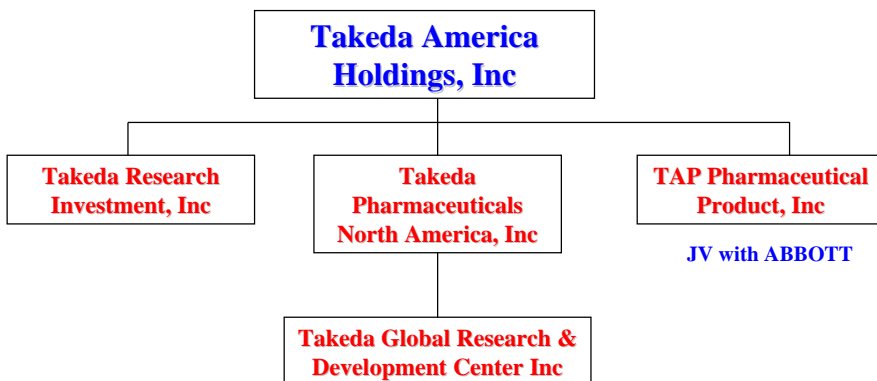 Takeda America
Holdings, Inc
Takeda Research
Investment, Inc
Takeda
Pharmaceuticals
North America, Inc
TAP Pharmaceutical
Product, Inc
JV with ABBOTT
Takeda Global Research &
Development Center Inc